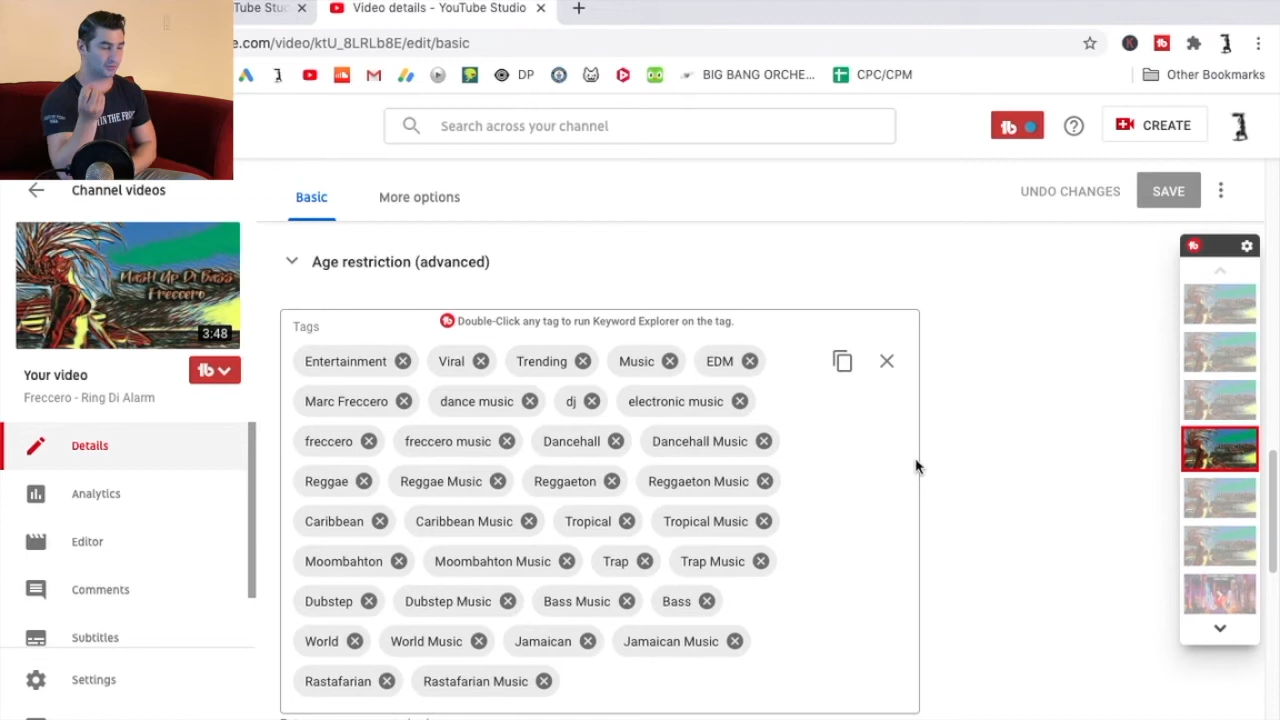 Tube Stud
Video details - YouTube Studio
e.com/video/ktU_8LRLb8E/edit/basic
DP
BIG BANG ORCHE...
CPC/CPM
Other Bookmarks
Search across your channel
CREATE
Channel videos
Basic
More options
UNDO CHANGES
SAVE
Mash Up Di Bass
Freccero
3:48
Your video
Freccero - Ring Di Alarm
Details
Analytics
Editor
Comments
Subtitles
Settings
Age restriction (advanced)
Tags
Double-Click any tag to run Keyword Explorer on the tag.
Entertainment Viral Trending Music EDM
Marc Freccero dance music dj electronic music
freccero freccero music Dancehall Dancehall Music
Reggae Reggae Music Reggaeton Reggaeton Music
Caribbean Caribbean Music Tropical Tropical Music
Moombahton Moombahton Music Trap Trap Music
Dubstep Dubstep Music Bass Music Bass
World World Music Jamaican Jamaican Music
Rastafarian Rastafarian Music